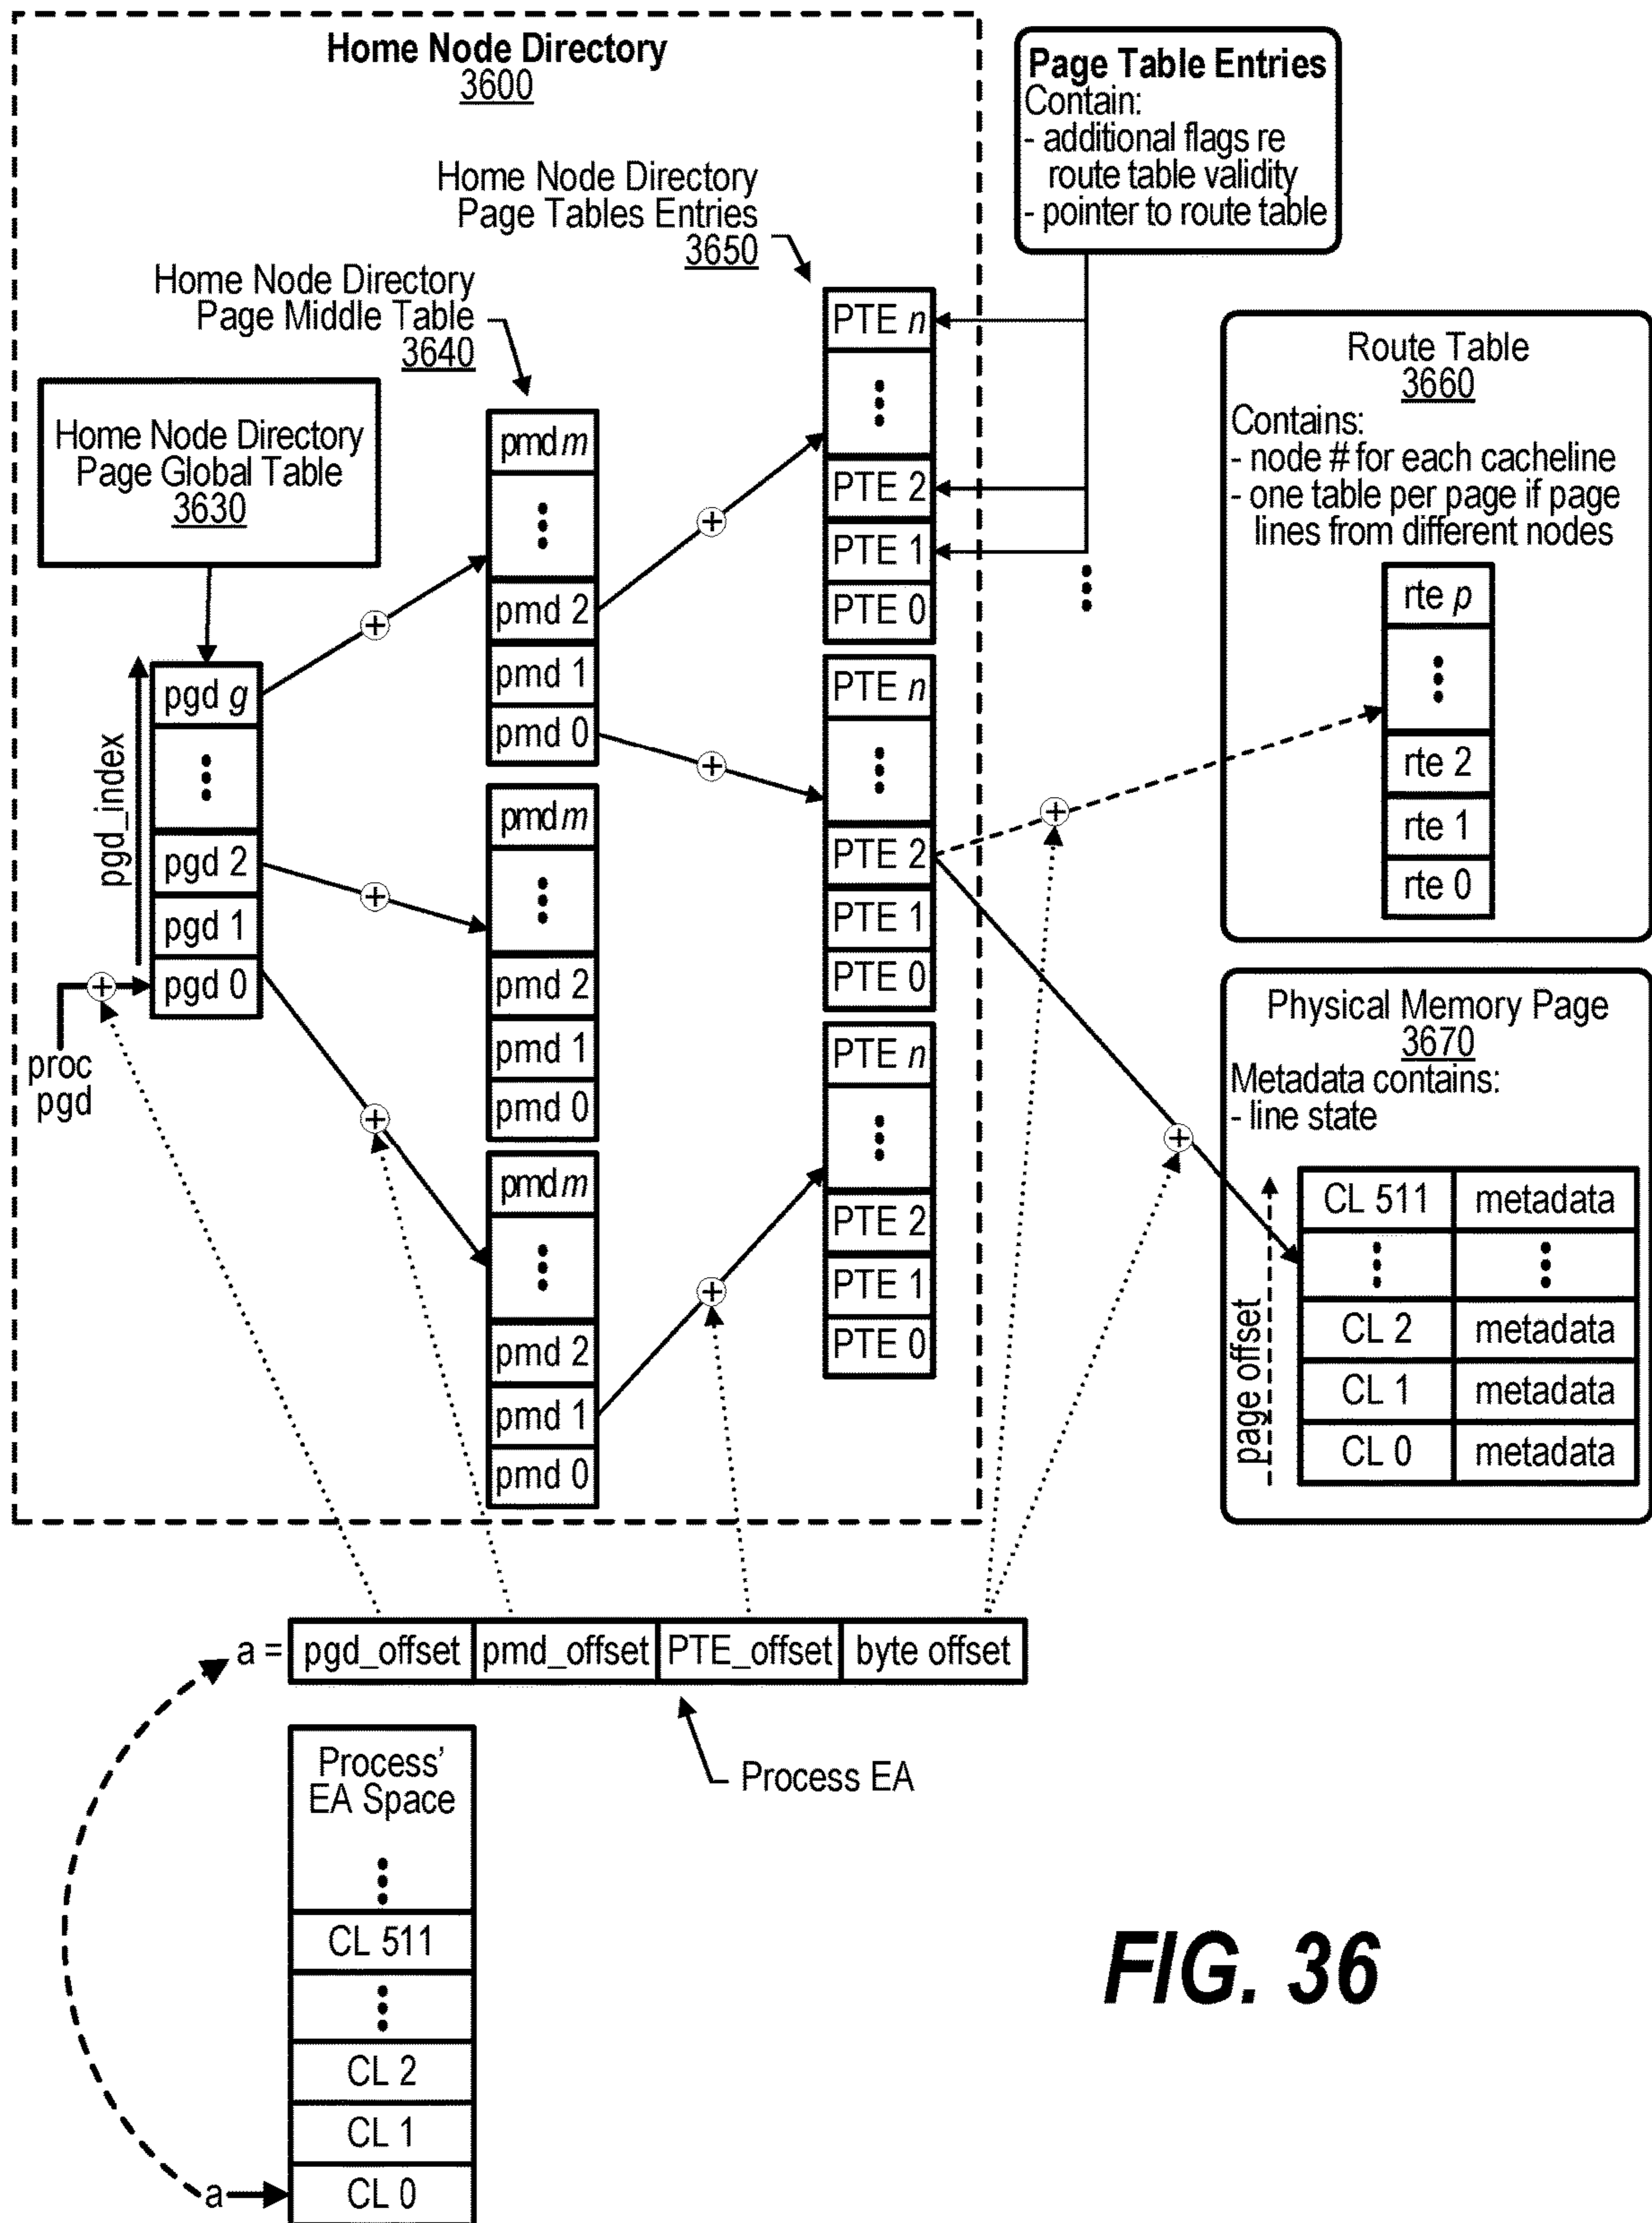 Home Node Directory
3600
Page Table Entries
Contain:
- additional flags re
route table validity
- pointer to route table
Home Node Directory
Page Tables Entries
3650
Home Node Directory
Page Middle Table
3640
Home Node Directory
Page Global Table
3630
pgd_index
pgd g
pgd 2
pgd 1
pgd 0
proc
pgd
pmd m
pmd 2
pmd 1
pmd 0
pmd m
pmd 2
pmd 1
pmd 0
pmd m
pmd 2
pmd 1
pmd 0
PTE n
PTE 2
PTE 1
PTE 0
PTE n
PTE 2
PTE 1
PTE 0
PTE n
PTE 2
PTE 1
PTE 0
Route Table
3660
Contains:
- node # for each cacheline
- one table per page if page
lines from different nodes
rte p
rte 2
rte 1
rte 0
Physical Memory Page
3670
Metadata contains:
- line state
page offset
CL 511 metadata
CL 2 metadata
CL 1 metadata
CL 0 metadata
a = pgd_offset pmd_offset PTE_offset byte offset
Process EA
Process'
EA Space
CL 511
CL 2
CL 1
a CL 0
FIG. 36